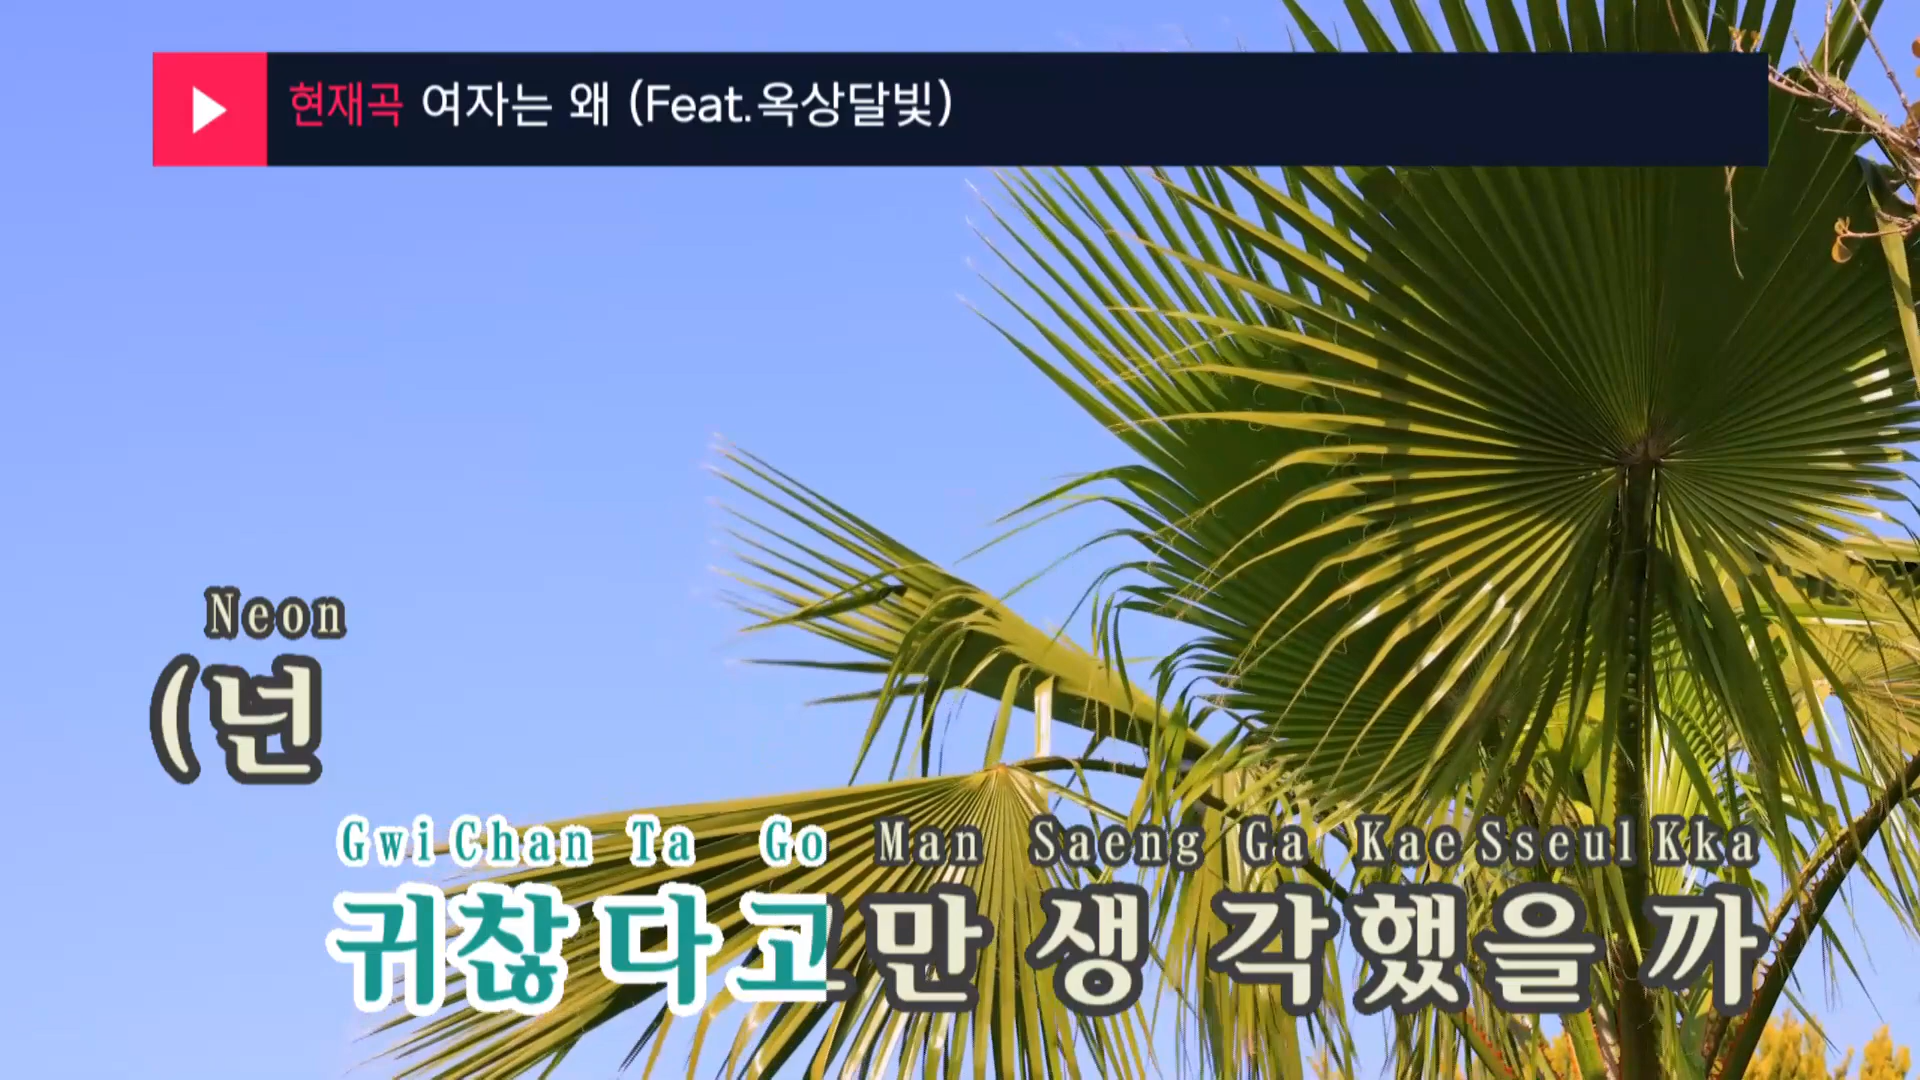 현재곡 여자는 왜 (Feat.옥상달빛)
Neon
(넌
Gwi Chan Ta Go Man Saeng Ga Kae Sseul Kka
귀찮다고만 생각했을까